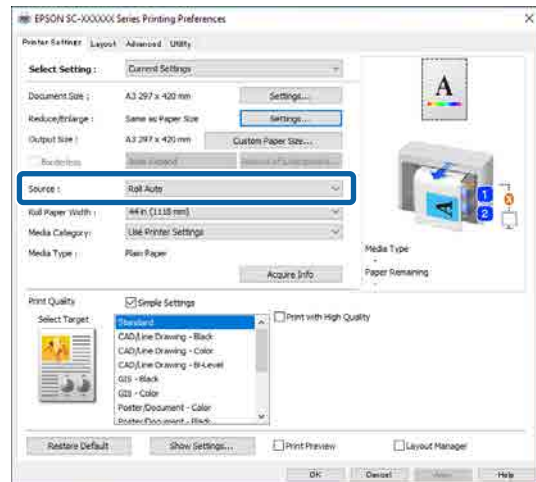 EPSON SC-XXXXXX Series Printing Preferences
Printer Settings Layout Advanced Utility
Select Setting : Current Settings
Document Size : A3 297 x 420 mm Settings...
Reduce/Enlarge : Same as Paper Size Settings...
Output Size : A3 297 x 420 mm Custom Paper Size...
Borderless
Source : Roll Auto
Roll Paper Width : 44 in (1118 mm)
Media Category : Use Printer Settings
Media Type : Plain Paper
Acquire Info
A
A
1
2
Media Type
-
Paper Remaining
-
Print Quality Simple Settings
Select Target
Standard
CAD/Line Drawing - Black
CAD/Line Drawing - Color
CAD/Line Drawing - Bi-Level
GIS - Black
GIS - Color
Poster/Document - Color
Poster/Document - Black
Print with High Quality
Restore Default Show Settings... Print Preview Layout Manager
OK Cancel Help